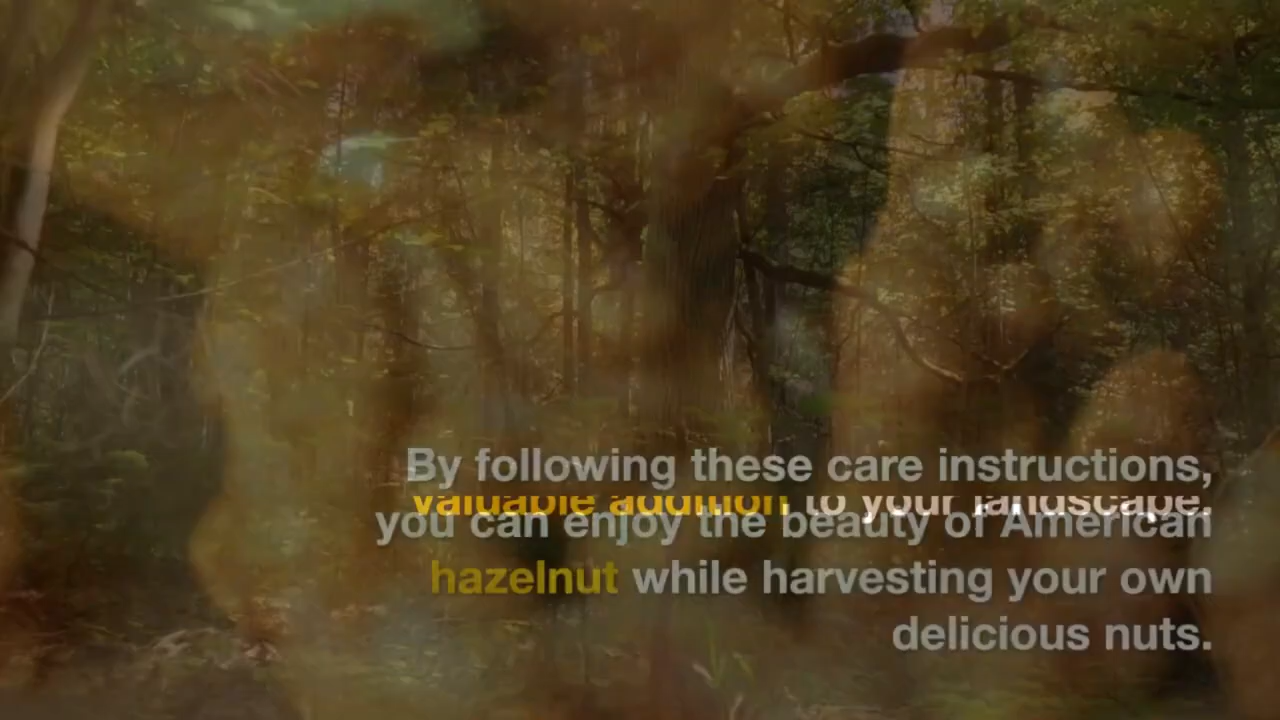 By following these care instructions,
valuable addition to your landscape.
you can enjoy the beauty of American
hazelnut while harvesting your own
delicious nuts.